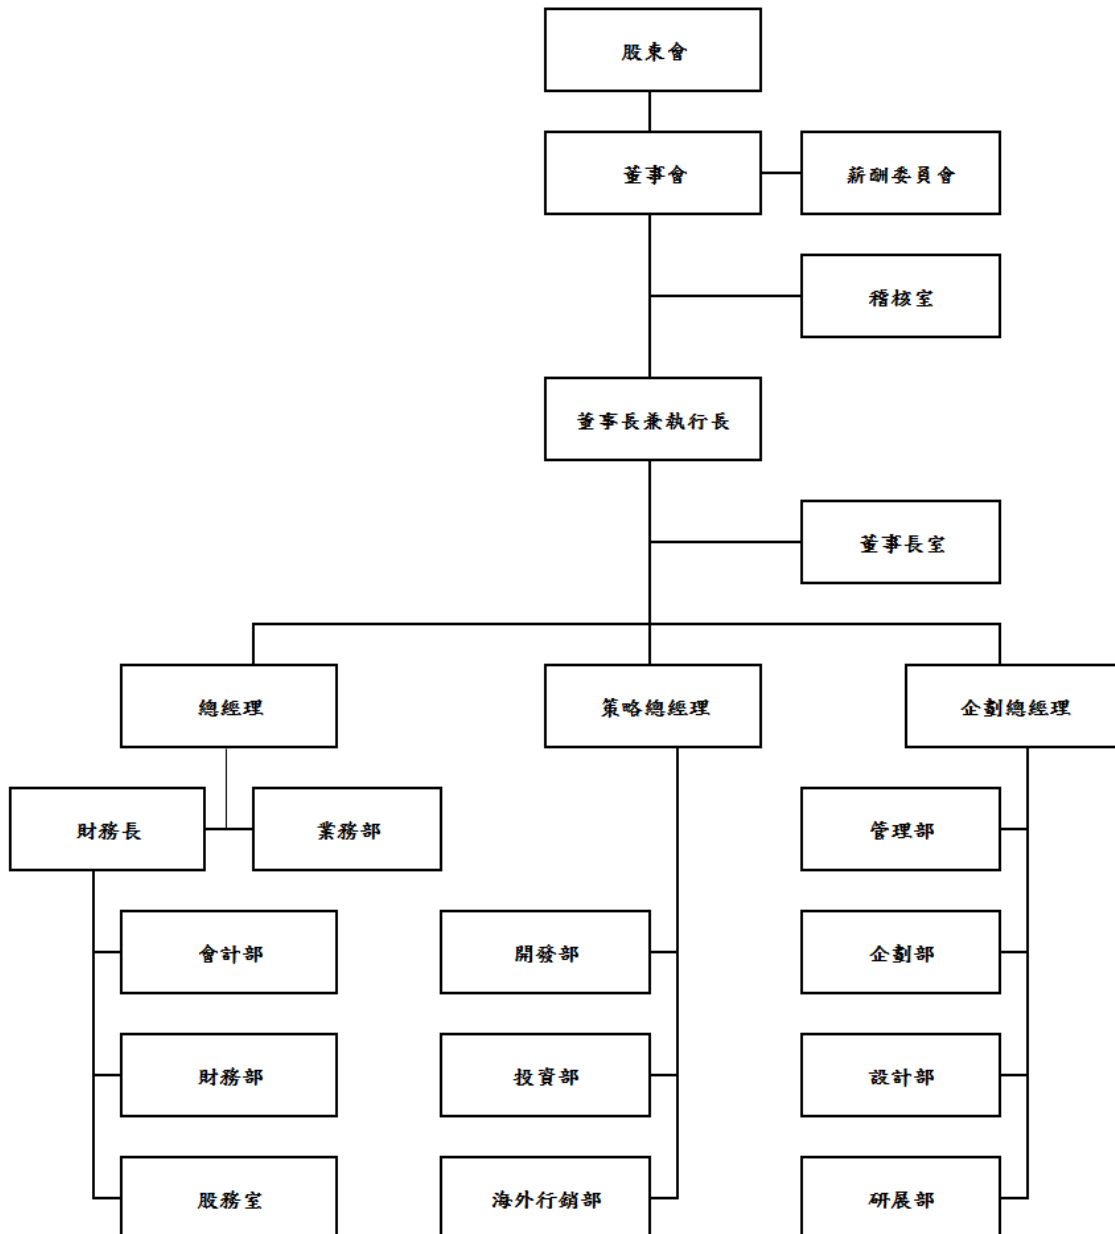 股東會
董事會
薪酬委員會
稽核室
董事長兼執行長
董事長室
總經理
策略總經理
企劃總經理
財務長
業務部
管理部
會計部
開發部
企劃部
財務部
投資部
設計部
股務室
海外行銷部
研展部